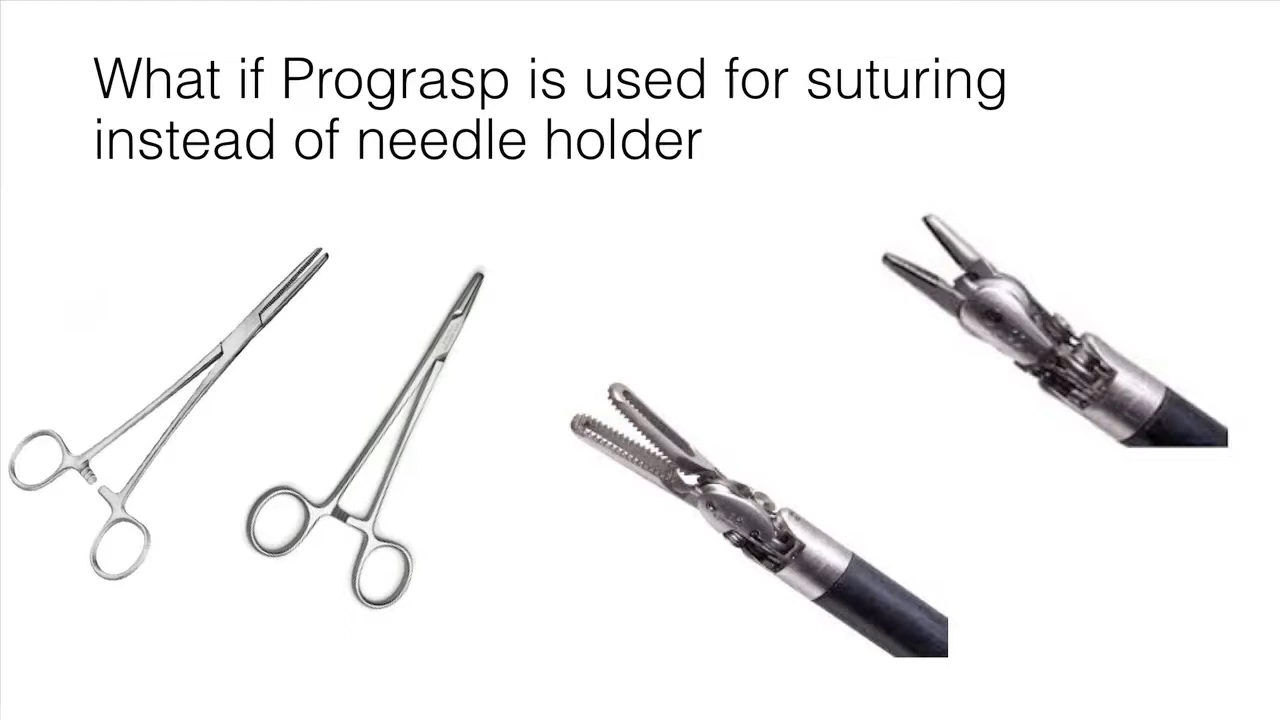 What if Prograsp is used for suturing
instead of needle holder